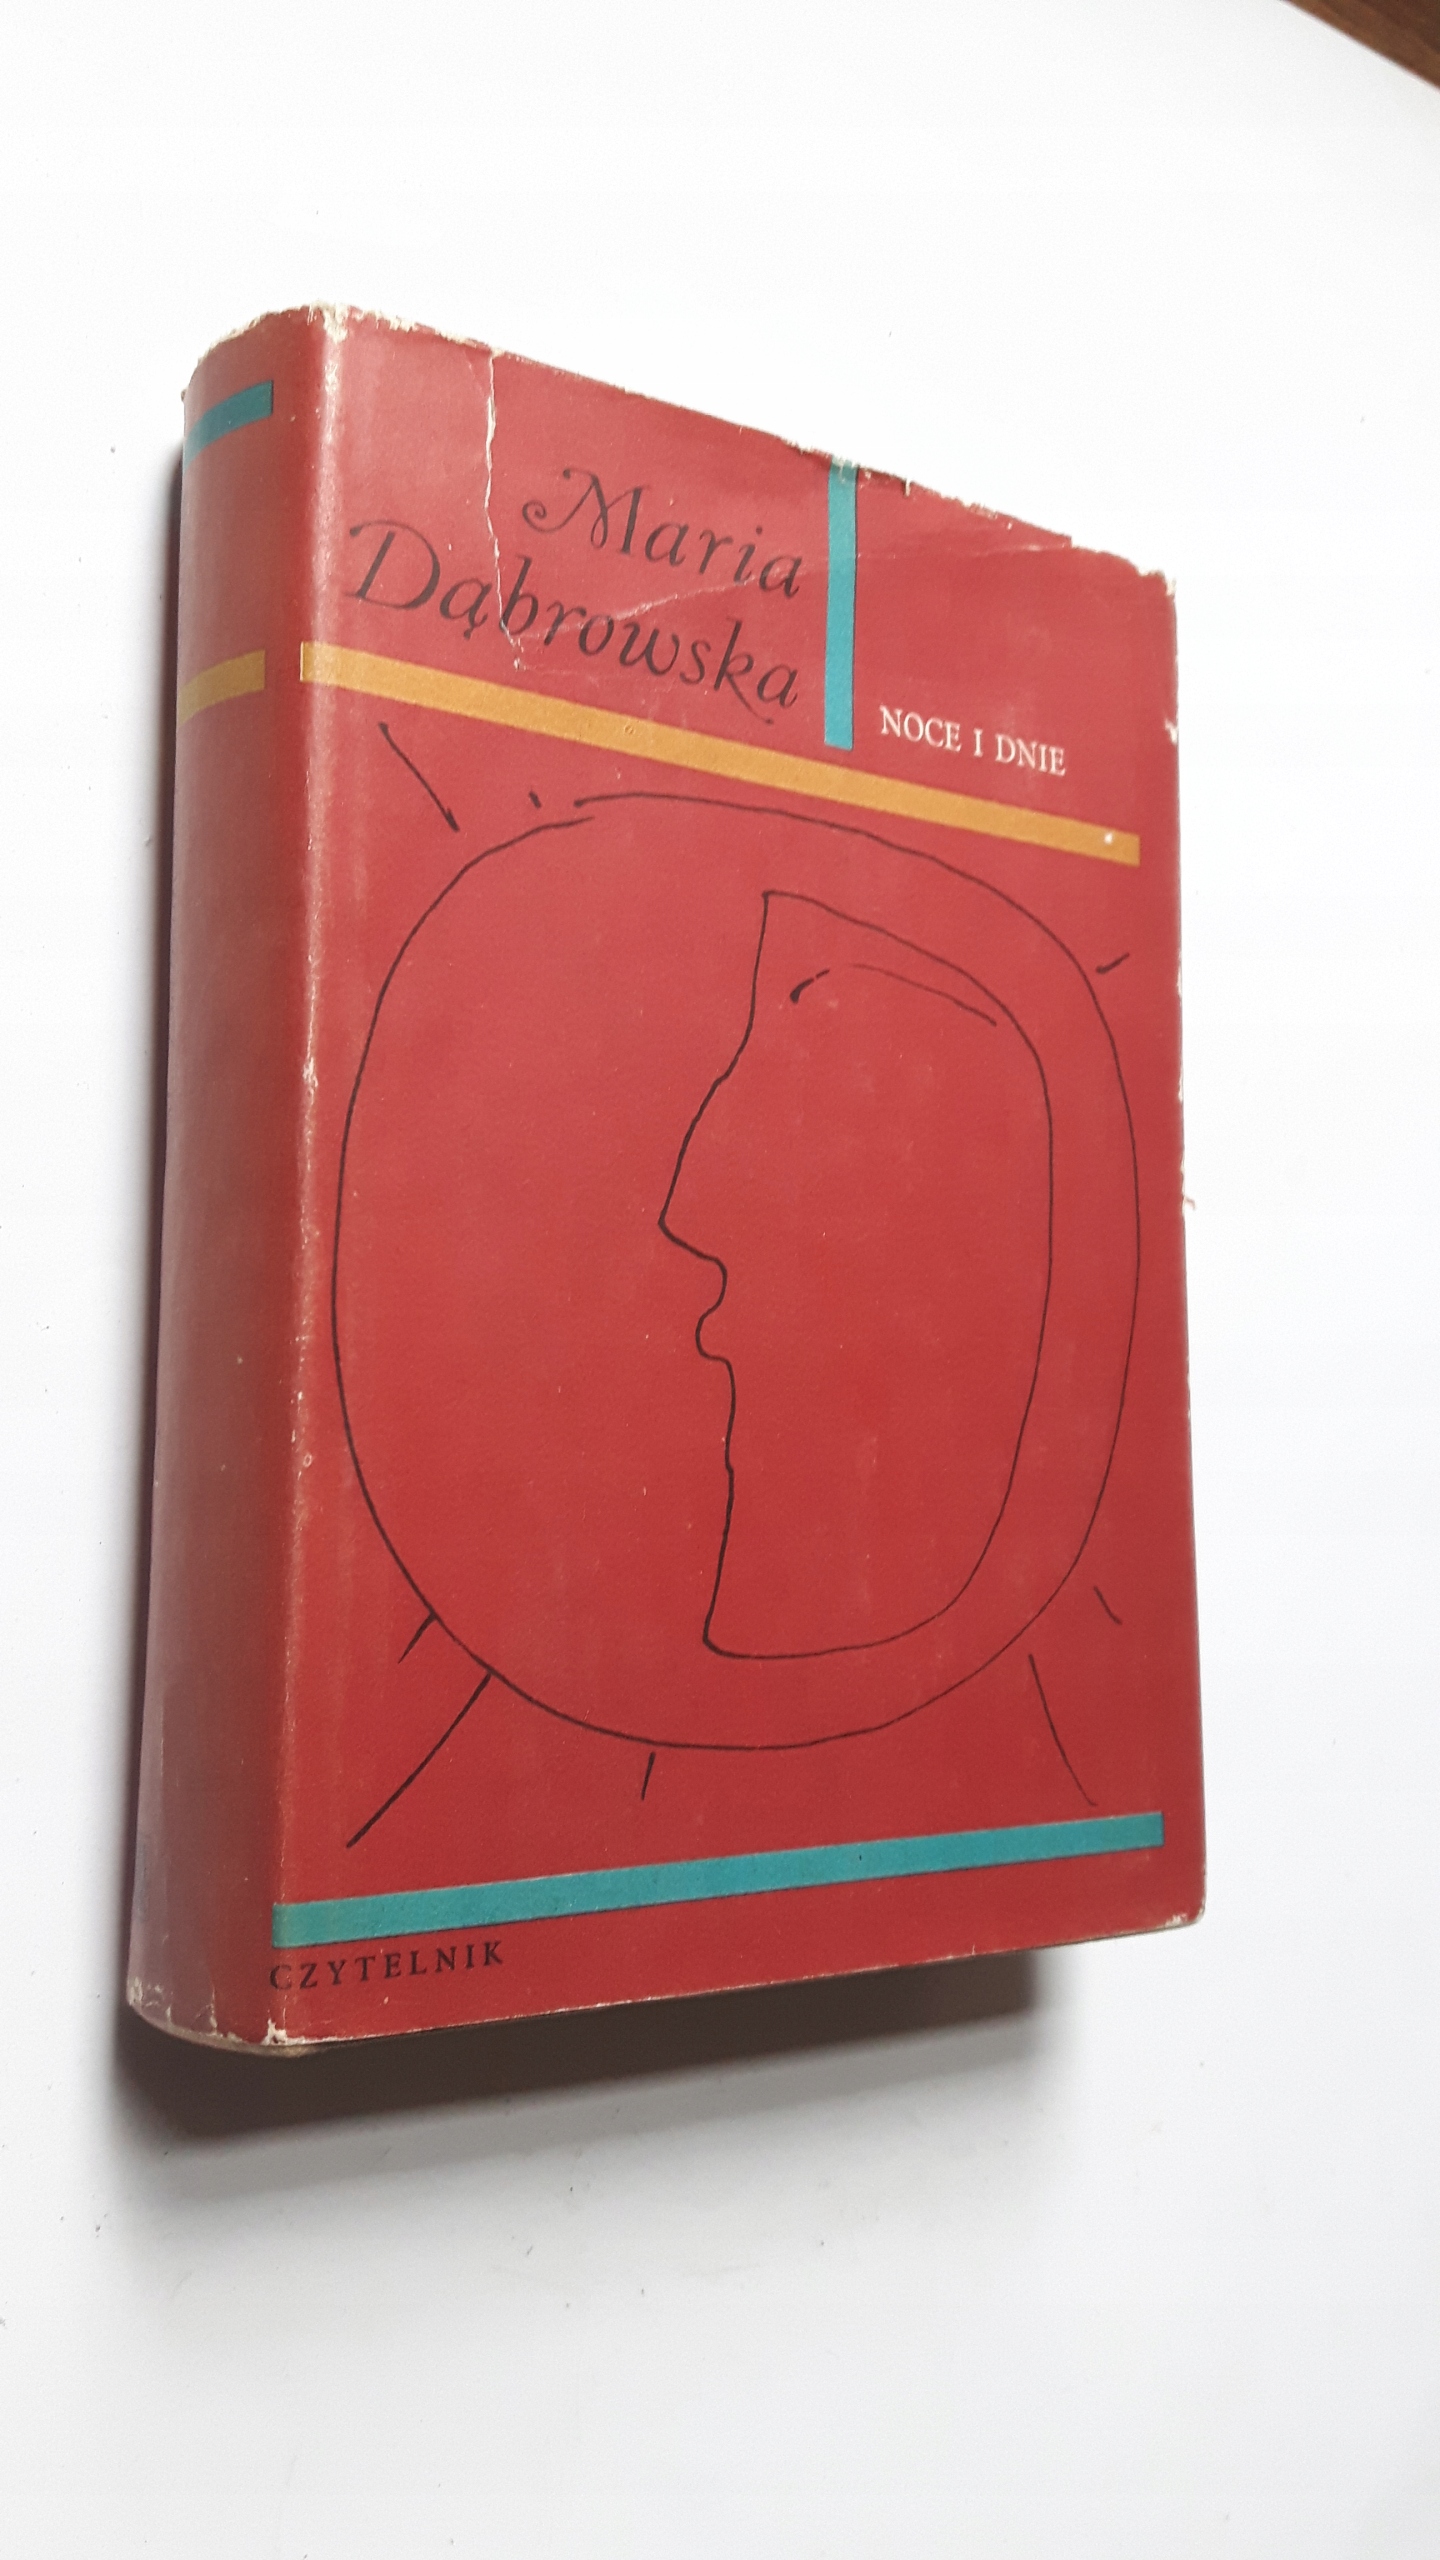 Maria
Dąbrowska
NOCE I DNIE
CZYTELNIK